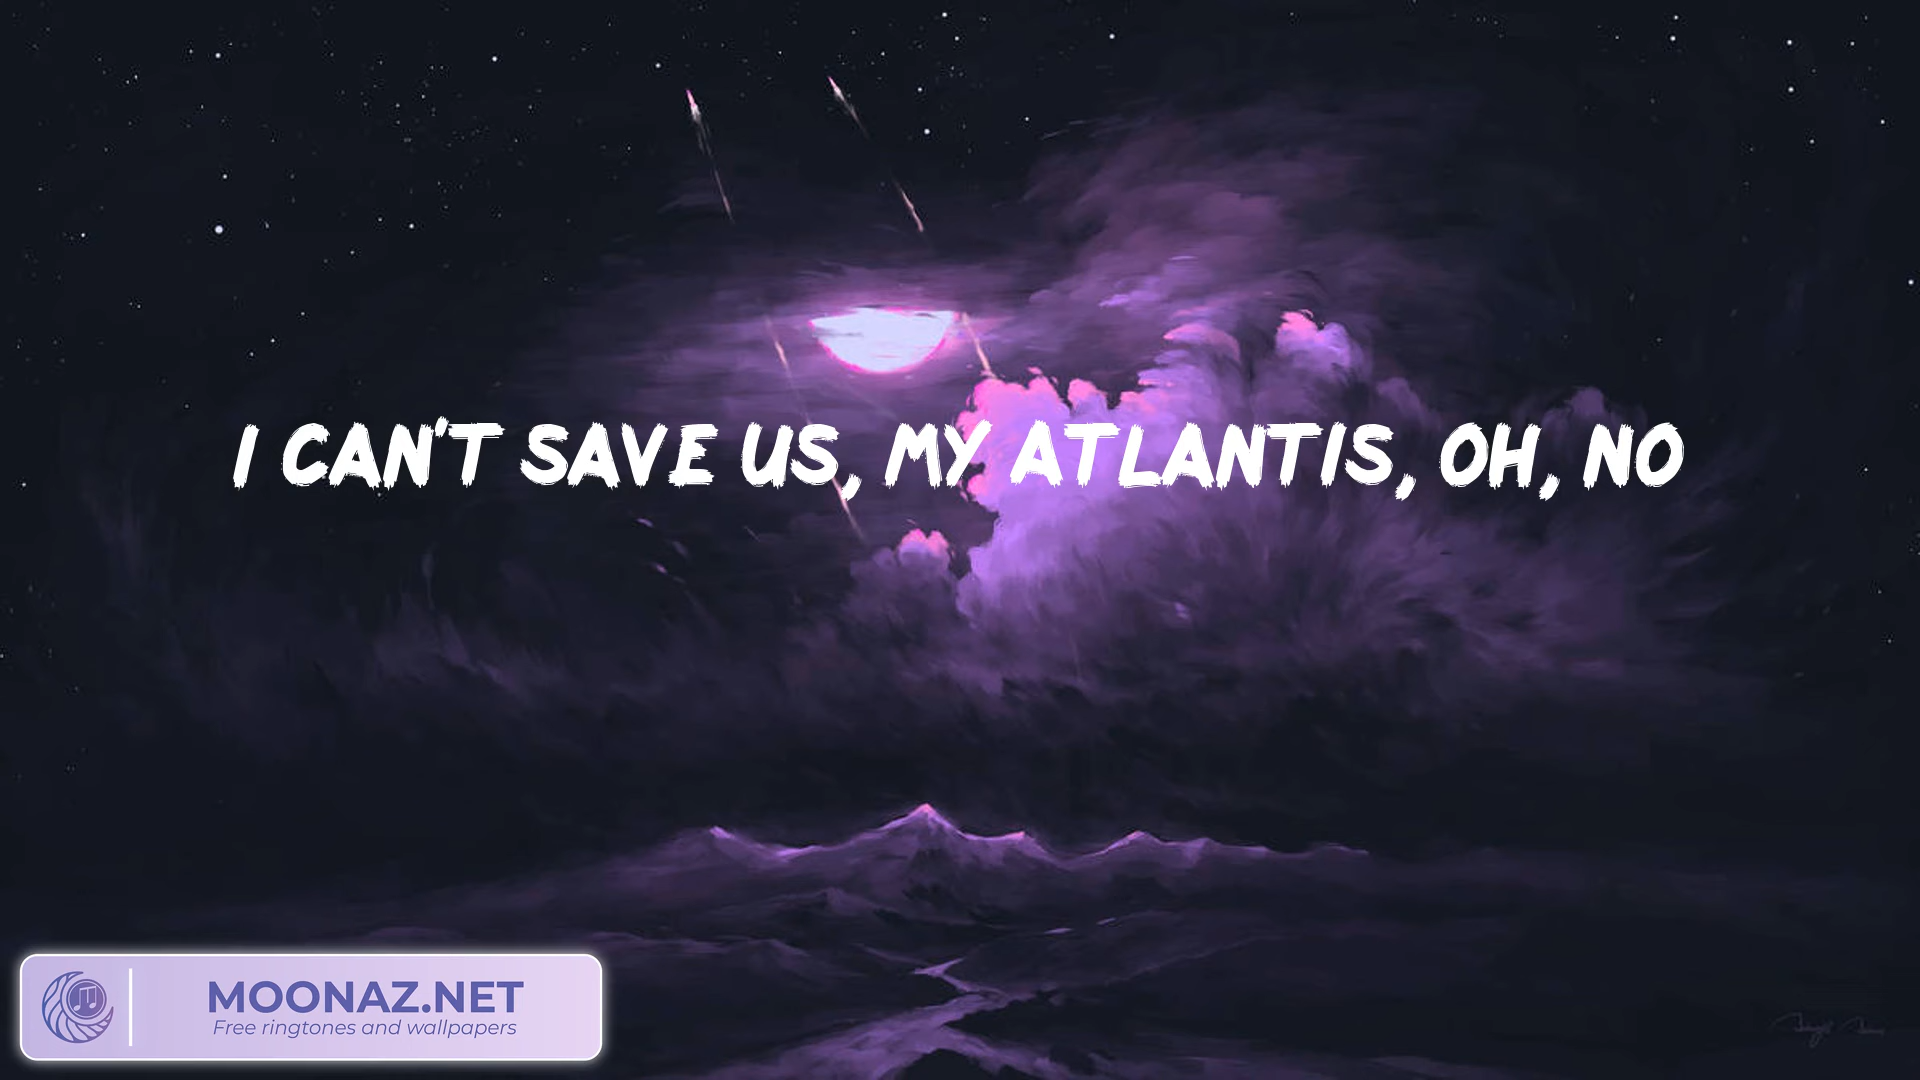 I CAN'T SAVE US, MY ATLANTIS, OH, NO
MOONAZ.NET
Free ringtones and wallpapers